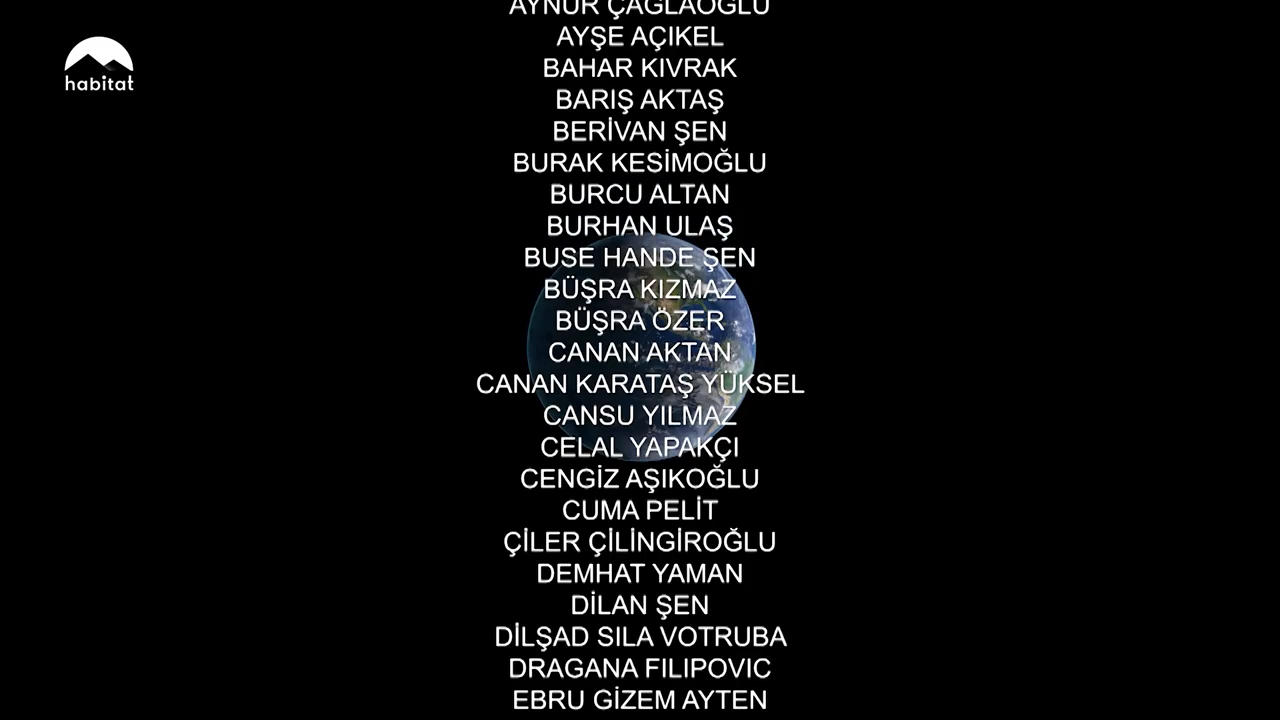 habitat
AYNUR ÇAĞLAOĞLU
AYŞE AÇIKEL
BAHAR KIVRAK
BARIŞ AKTAŞ
BERİVAN ŞEN
BURAK KESİMOĞLU
BURCU ALTAN
BURHAN ULAŞ
BUSE HANDE ŞEN
BÜŞRA KIZMAZ
BÜŞRA ÖZER
CANAN AKTAN
CANAN KARATAŞ YÜKSEL
CANSU YILMAZ
CELAL YAPAKÇI
CENGİZ AŞIKOĞLU
CUMA PELİT
ÇİLER ÇİLİNGİROĞLU
DEMHAT YAMAN
DİLAN ŞEN
DİLŞAD SILA VOTRUBA
DRAGANA FILIPOVIC
EBRU GİZEM AYTEN